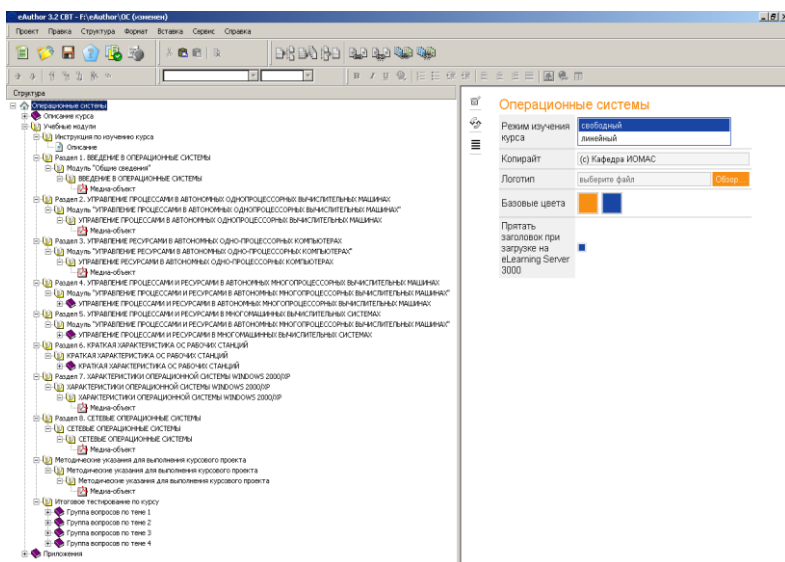 eAuthor 3.2 CBT - F:\eAuthor\ОС (изменен)
Проект Правка Структура Формат Вставка Сервис Справка
Структура
Операционные системы
Описание курса
Учебные модули
Инструкция по изучению курса
Описание
Раздел 1. ВВЕДЕНИЕ В ОПЕРАЦИОННЫЕ СИСТЕМЫ
Модуль "Общие сведения"
ВВЕДЕНИЕ В ОПЕРАЦИОННЫЕ СИСТЕМЫ
Медиа-объект
Раздел 2. УПРАВЛЕНИЕ ПРОЦЕССАМИ В АВТОНОМНЫХ ОДНОПРОЦЕССОРНЫХ ВЫЧИСЛИТЕЛЬНЫХ МАШИНАХ
Модуль "УПРАВЛЕНИЕ ПРОЦЕССАМИ В АВТОНОМНЫХ ОДНОПРОЦЕССОРНЫХ ВЫЧИСЛИТЕЛЬНЫХ МАШИНАХ"
УПРАВЛЕНИЕ ПРОЦЕССАМИ В АВТОНОМНЫХ ОДНОПРОЦЕССОРНЫХ ВЫЧИСЛИТЕЛЬНЫХ МАШИНАХ
Медиа-объект
Раздел 3. УПРАВЛЕНИЕ РЕСУРСАМИ В АВТОНОМНЫХ ОДНО-ПРОЦЕССОРНЫХ КОМПЬЮТЕРАХ
Модуль "УПРАВЛЕНИЕ РЕСУРСАМИ В АВТОНОМНЫХ ОДНО-ПРОЦЕССОРНЫХ КОМПЬЮТЕРАХ"
УПРАВЛЕНИЕ РЕСУРСАМИ В АВТОНОМНЫХ ОДНО-ПРОЦЕССОРНЫХ КОМПЬЮТЕРАХ
Медиа-объект
Раздел 4. УПРАВЛЕНИЕ ПРОЦЕССАМИ И РЕСУРСАМИ В АВТОНОМНЫХ МНОГОПРОЦЕССОРНЫХ ВЫЧИСЛИТЕЛЬНЫХ МАШИНАХ
Модуль "УПРАВЛЕНИЕ ПРОЦЕССАМИ И РЕСУРСАМИ В АВТОНОМНЫХ МНОГОПРОЦЕССОРНЫХ ВЫЧИСЛИТЕЛЬНЫХ МАШИНАХ"
УПРАВЛЕНИЕ ПРОЦЕССАМИ И РЕСУРСАМИ В АВТОНОМНЫХ МНОГОПРОЦЕССОРНЫХ ВЫЧИСЛИТЕЛЬНЫХ МАШИНАХ
Раздел 5. УПРАВЛЕНИЕ ПРОЦЕССАМИ И РЕСУРСАМИ В МНОГОМАШИННЫХ ВЫЧИСЛИТЕЛЬНЫХ СИСТЕМАХ
Модуль "УПРАВЛЕНИЕ ПРОЦЕССАМИ И РЕСУРСАМИ В АВТОНОМНЫХ МНОГОПРОЦЕССОРНЫХ ВЫЧИСЛИТЕЛЬНЫХ МАШИНАХ"
УПРАВЛЕНИЕ ПРОЦЕССАМИ И РЕСУРСАМИ В МНОГОМАШИННЫХ ВЫЧИСЛИТЕЛЬНЫХ СИСТЕМАХ
Раздел 6. КРАТКАЯ ХАРАКТЕРИСТИКА ОС РАБОЧИХ СТАНЦИЙ
КРАТКАЯ ХАРАКТЕРИСТИКА ОС РАБОЧИХ СТАНЦИЙ
КРАТКАЯ ХАРАКТЕРИСТИКА ОС РАБОЧИХ СТАНЦИЙ
Раздел 7. ХАРАКТЕРИСТИКИ ОПЕРАЦИОННОЙ СИСТЕМЫ WINDOWS 2000/XP
ХАРАКТЕРИСТИКИ ОПЕРАЦИОННОЙ СИСТЕМЫ WINDOWS 2000/XP
ХАРАКТЕРИСТИКИ ОПЕРАЦИОННОЙ СИСТЕМЫ WINDOWS 2000/XP
Медиа-объект
Раздел 8. СЕТЕВЫЕ ОПЕРАЦИОННЫЕ СИСТЕМЫ
СЕТЕВЫЕ ОПЕРАЦИОННЫЕ СИСТЕМЫ
СЕТЕВЫЕ ОПЕРАЦИОННЫЕ СИСТЕМЫ
Медиа-объект
Методические указания для выполнения курсового проекта
Методические указания для выполнения курсового проекта
Методические указания для выполнения курсового проекта
Медиа-объект
Итоговое тестирование по курсу
Группа вопросов по теме 1
Группа вопросов по теме 2
Группа вопросов по теме 3
Группа вопросов по теме 4
Приложения
Операционные системы
Режим изучения курса
свободный
линейный
Копирайт
(c) Кафедра ИОМАС
Логотип
выберите файл
Обзор...
Базовые цвета
Прятать
заголовок при
загрузке на
eLearning Server
3000